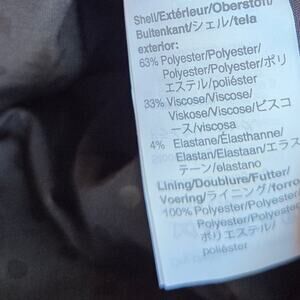 Shell/Extérieur/Oberstoff/
Buitenkant/シェル/tela
exterior:
63% Polyester/Polyester/
Polyester/Polyester/ポリ
エステル/poliéster
33% Viscose/Viscose/
Viskose/Viscose/ビスコ
ース/viscosa
4% Elastane/Élasthanne/
Elastan/Elastaan/エラス
テーン/elastano
Lining/Doublure/Futter/
Voering/ライニング/forro:
100% Polyester/Polyester/
Polyester/Polyester/
ポリエステル/
poliéster